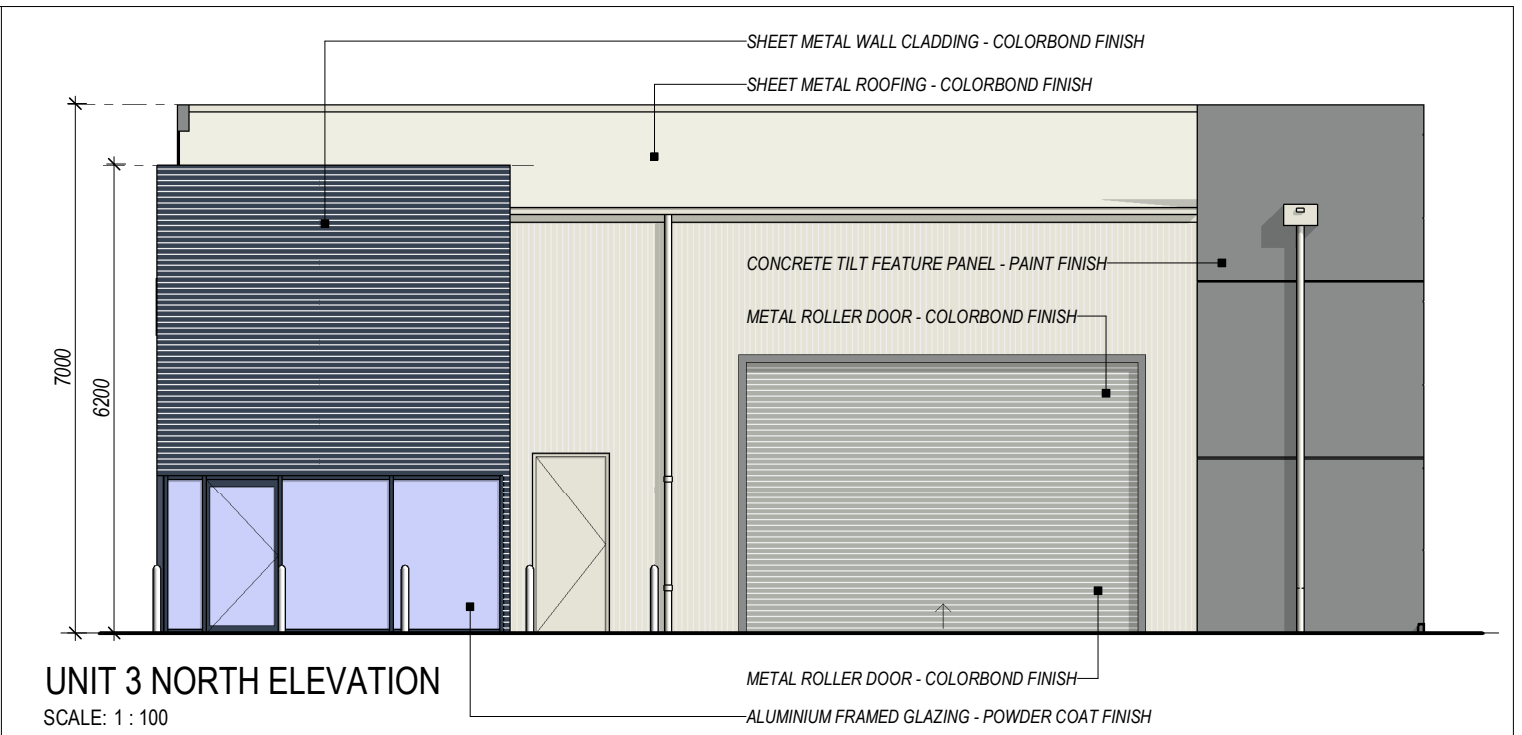 SHEET METAL WALL CLADDING - COLORBOND FINISH
SHEET METAL ROOFING - COLORBOND FINISH
7000
6200
CONCRETE TILT FEATURE PANEL - PAINT FINISH
METAL ROLLER DOOR - COLORBOND FINISH
UNIT 3 NORTH ELEVATION
SCALE: 1 : 100
METAL ROLLER DOOR - COLORBOND FINISH
ALUMINIUM FRAMED GLAZING - POWDER COAT FINISH